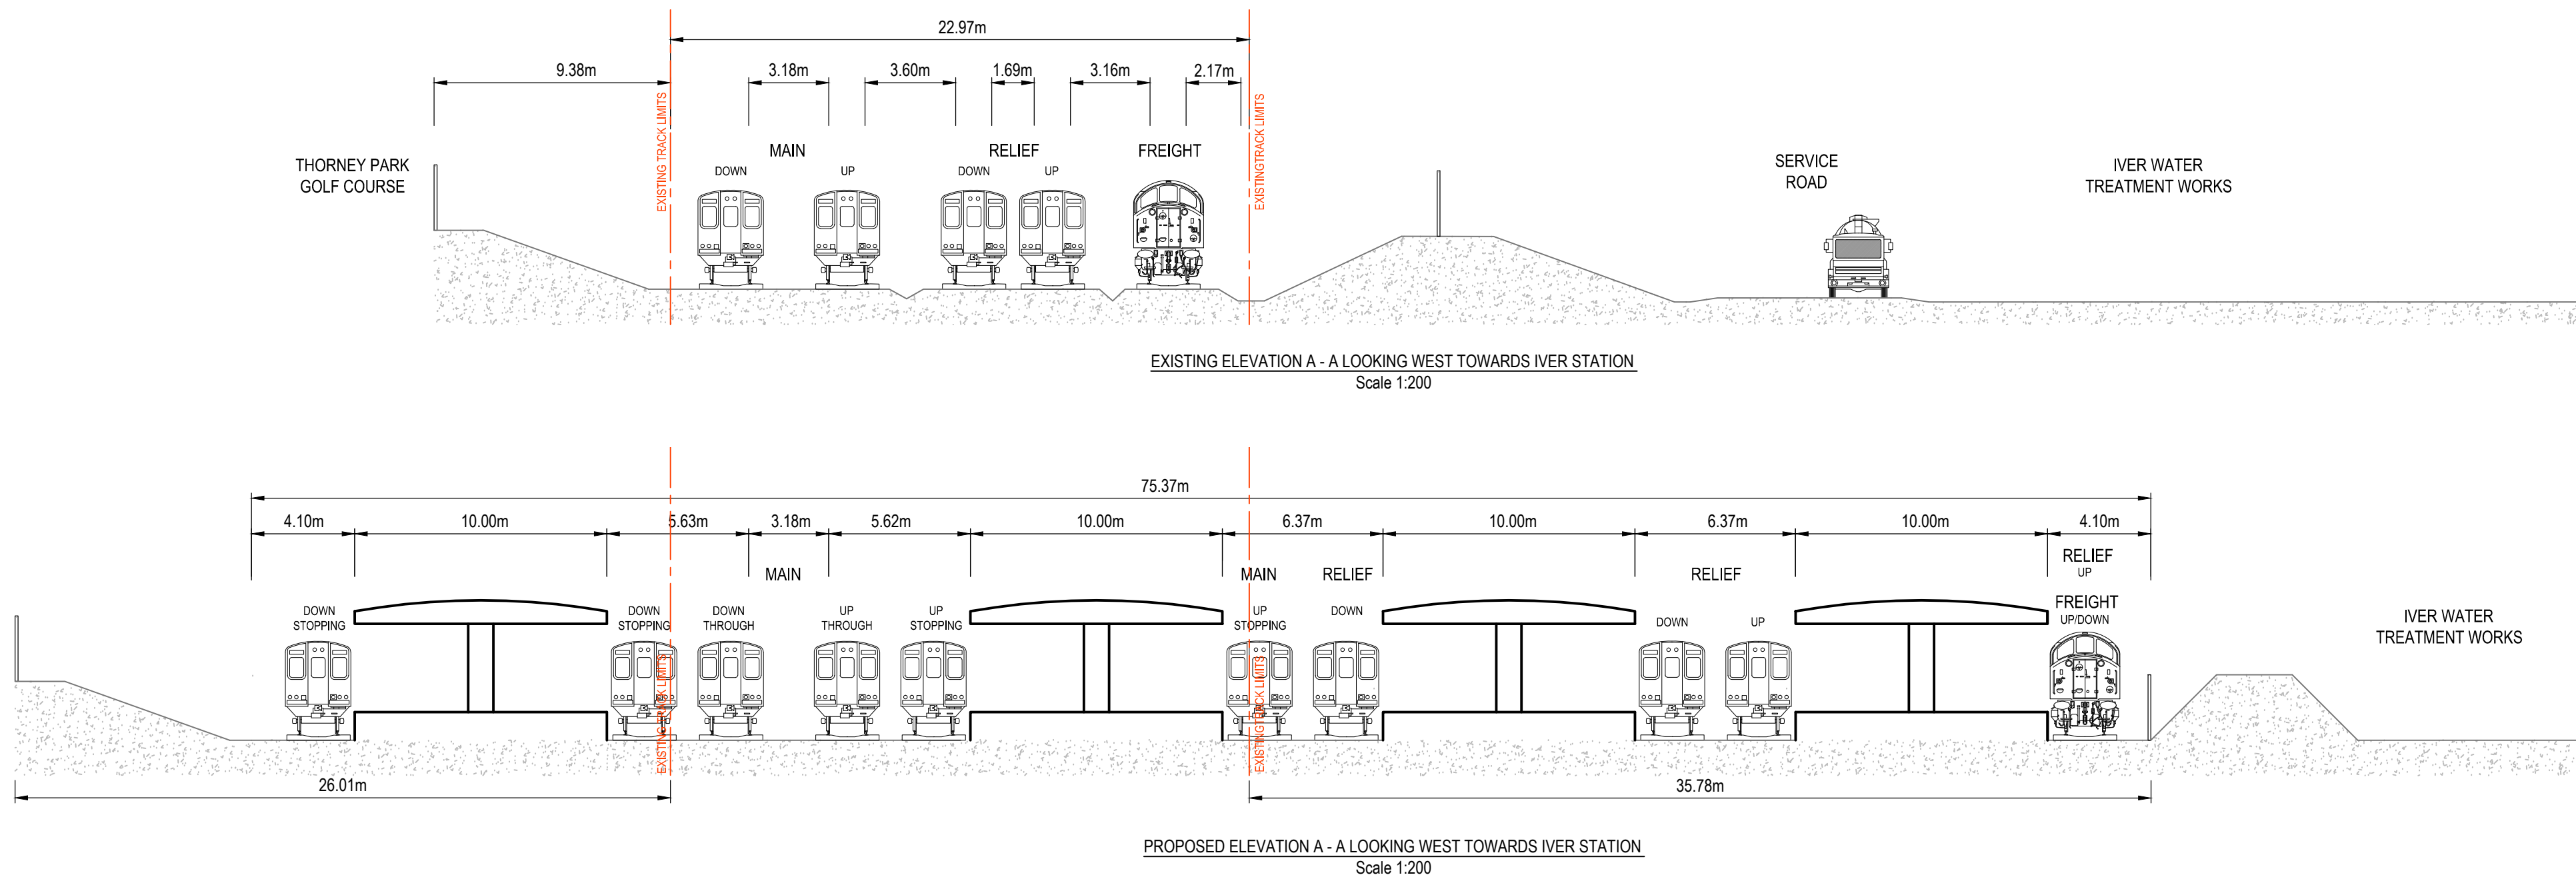 22.97m
9.38m
3.18m
3.60m
1.69m
3.16m
2.17m
EXISTING TRACK LIMITS
EXISTINGTRACK LIMITS
MAIN
RELIEF
FREIGHT
DOWN
UP
DOWN
UP
THORNEY PARK
GOLF COURSE
SERVICE
ROAD
IVER WATER
TREATMENT WORKS
EXISTING ELEVATION A - A LOOKING WEST TOWARDS IVER STATION
Scale 1:200
75.37m
4.10m
10.00m
5.63m
3.18m
5.62m
10.00m
6.37m
10.00m
6.37m
10.00m
4.10m
MAIN
MAIN
RELIEF
RELIEF
RELIEF
UP
FREIGHT
UP/DOWN
DOWN
STOPPING
DOWN
STOPPING
DOWN
THROUGH
UP
THROUGH
UP
STOPPING
UP
STOPPING
DOWN
DOWN
UP
EXISTING TRACK LIMITS
EXISTINGTRACK LIMITS
IVER WATER
TREATMENT WORKS
26.01m
35.78m
PROPOSED ELEVATION A - A LOOKING WEST TOWARDS IVER STATION
Scale 1:200